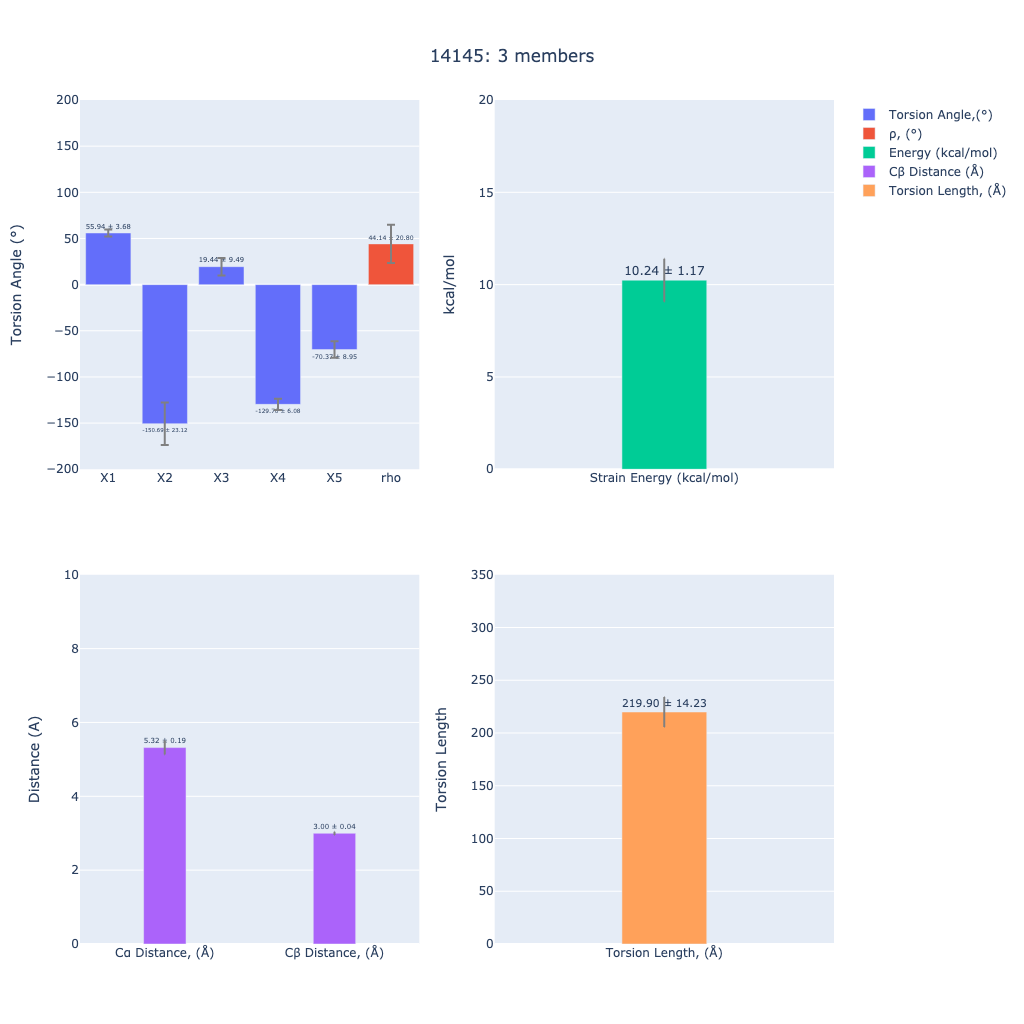 14145: 3 members
Torsion Angle (°)
200
150
100
50
0
−50
−100
−150
−200
55.94 ± 3.68
-150.69 ± 23.12
19.44 ± 9.49
± 6.08
-70.37 ± 8.95
44.14 ± 20.80
X1 X2 X3 X4 X5 rho
kcal/mol
20
15
10
5
0
10.24 ± 1.17
Strain Energy (kcal/mol)
Torsion Angle,(°)
ρ, (°)
Energy (kcal/mol)
Cβ Distance (Å)
Torsion Length, (Å)
Distance (A)
10
8
6
4
2
0
5.32 ± 0.19
3.00 ± 0.04
Cα Distance, (Å) Cβ Distance, (Å)
Torsion Length
350
300
250
200
150
100
50
0
219.90 ± 14.23
Torsion Length, (Å)